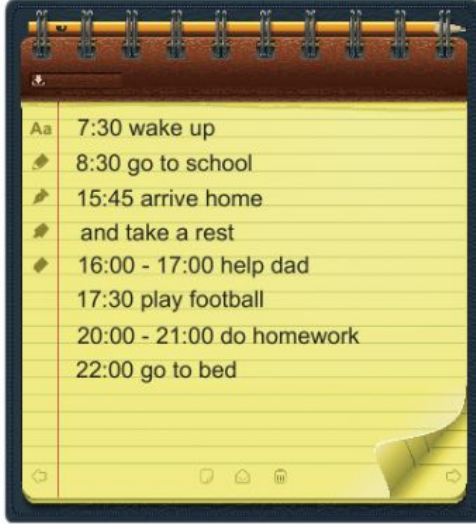 Aa
7:30 wake up
8:30 go to school
15:45 arrive home
and take a rest
16:00 - 17:00 help dad
17:30 play football
20:00 - 21:00 do homework
22:00 go to bed